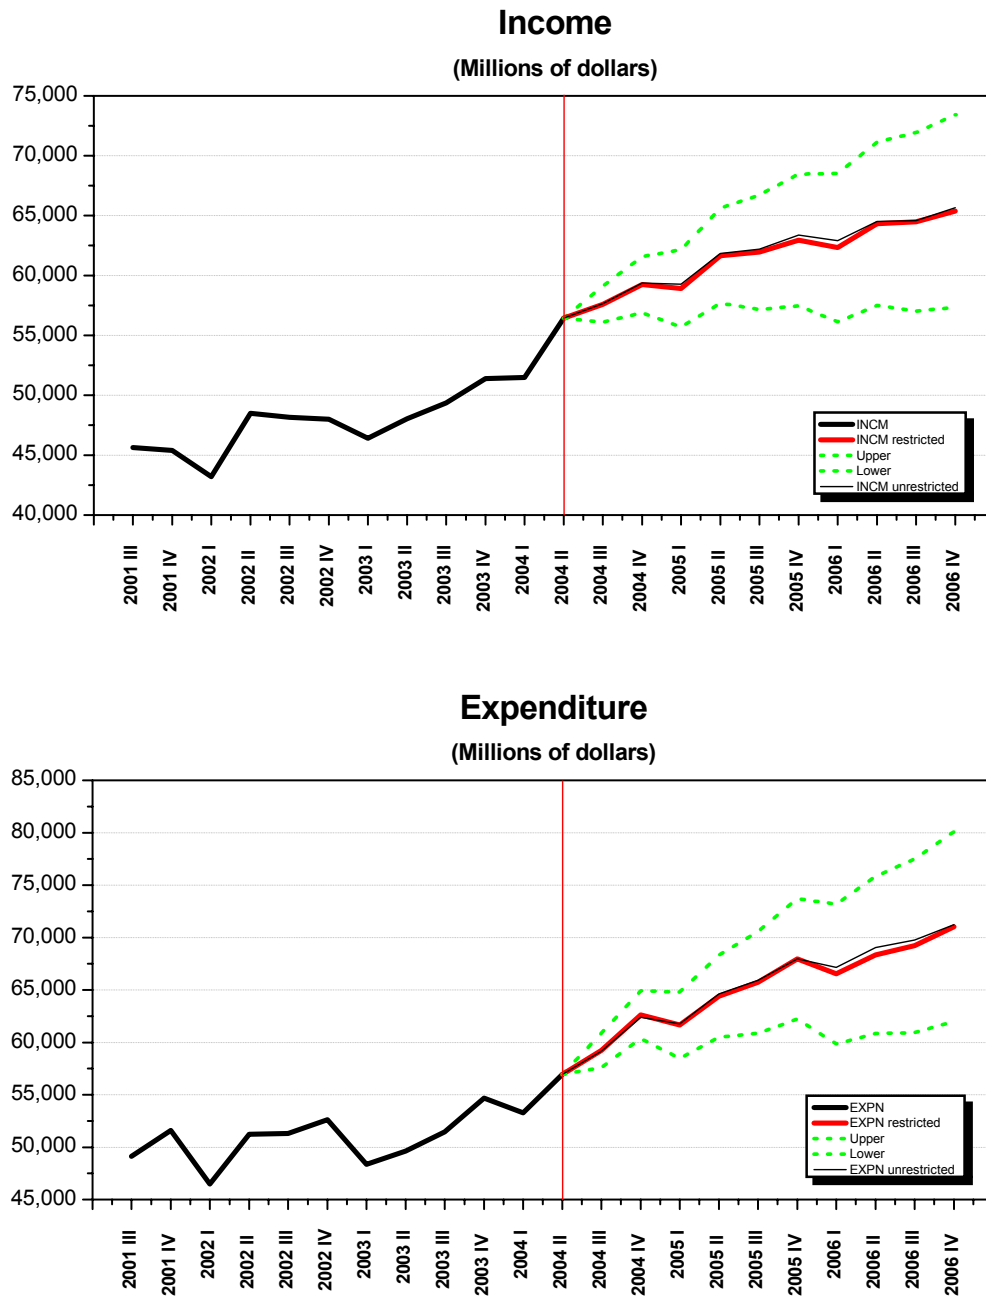 Income
(Millions of dollars)
75,000
70,000
65,000
60,000
55,000
50,000
45,000
40,000
INCM
INCM restricted
Upper
Lower
INCM unrestricted
2001 III
2001 IV
2002 I
2002 II
2002 III
2002 IV
2003 I
2003 II
2003 III
2003 IV
2004 I
2004 II
2004 III
2004 IV
2005 I
2005 II
2005 III
2005 IV
2006 I
2006 II
2006 III
2006 IV
Expenditure
(Millions of dollars)
85,000
80,000
75,000
70,000
65,000
60,000
55,000
50,000
45,000
EXPN
EXPN restricted
Upper
Lower
EXPN unrestricted
2001 III
2001 IV
2002 I
2002 II
2002 III
2002 IV
2003 I
2003 II
2003 III
2003 IV
2004 I
2004 II
2004 III
2004 IV
2005 I
2005 II
2005 III
2005 IV
2006 I
2006 II
2006 III
2006 IV